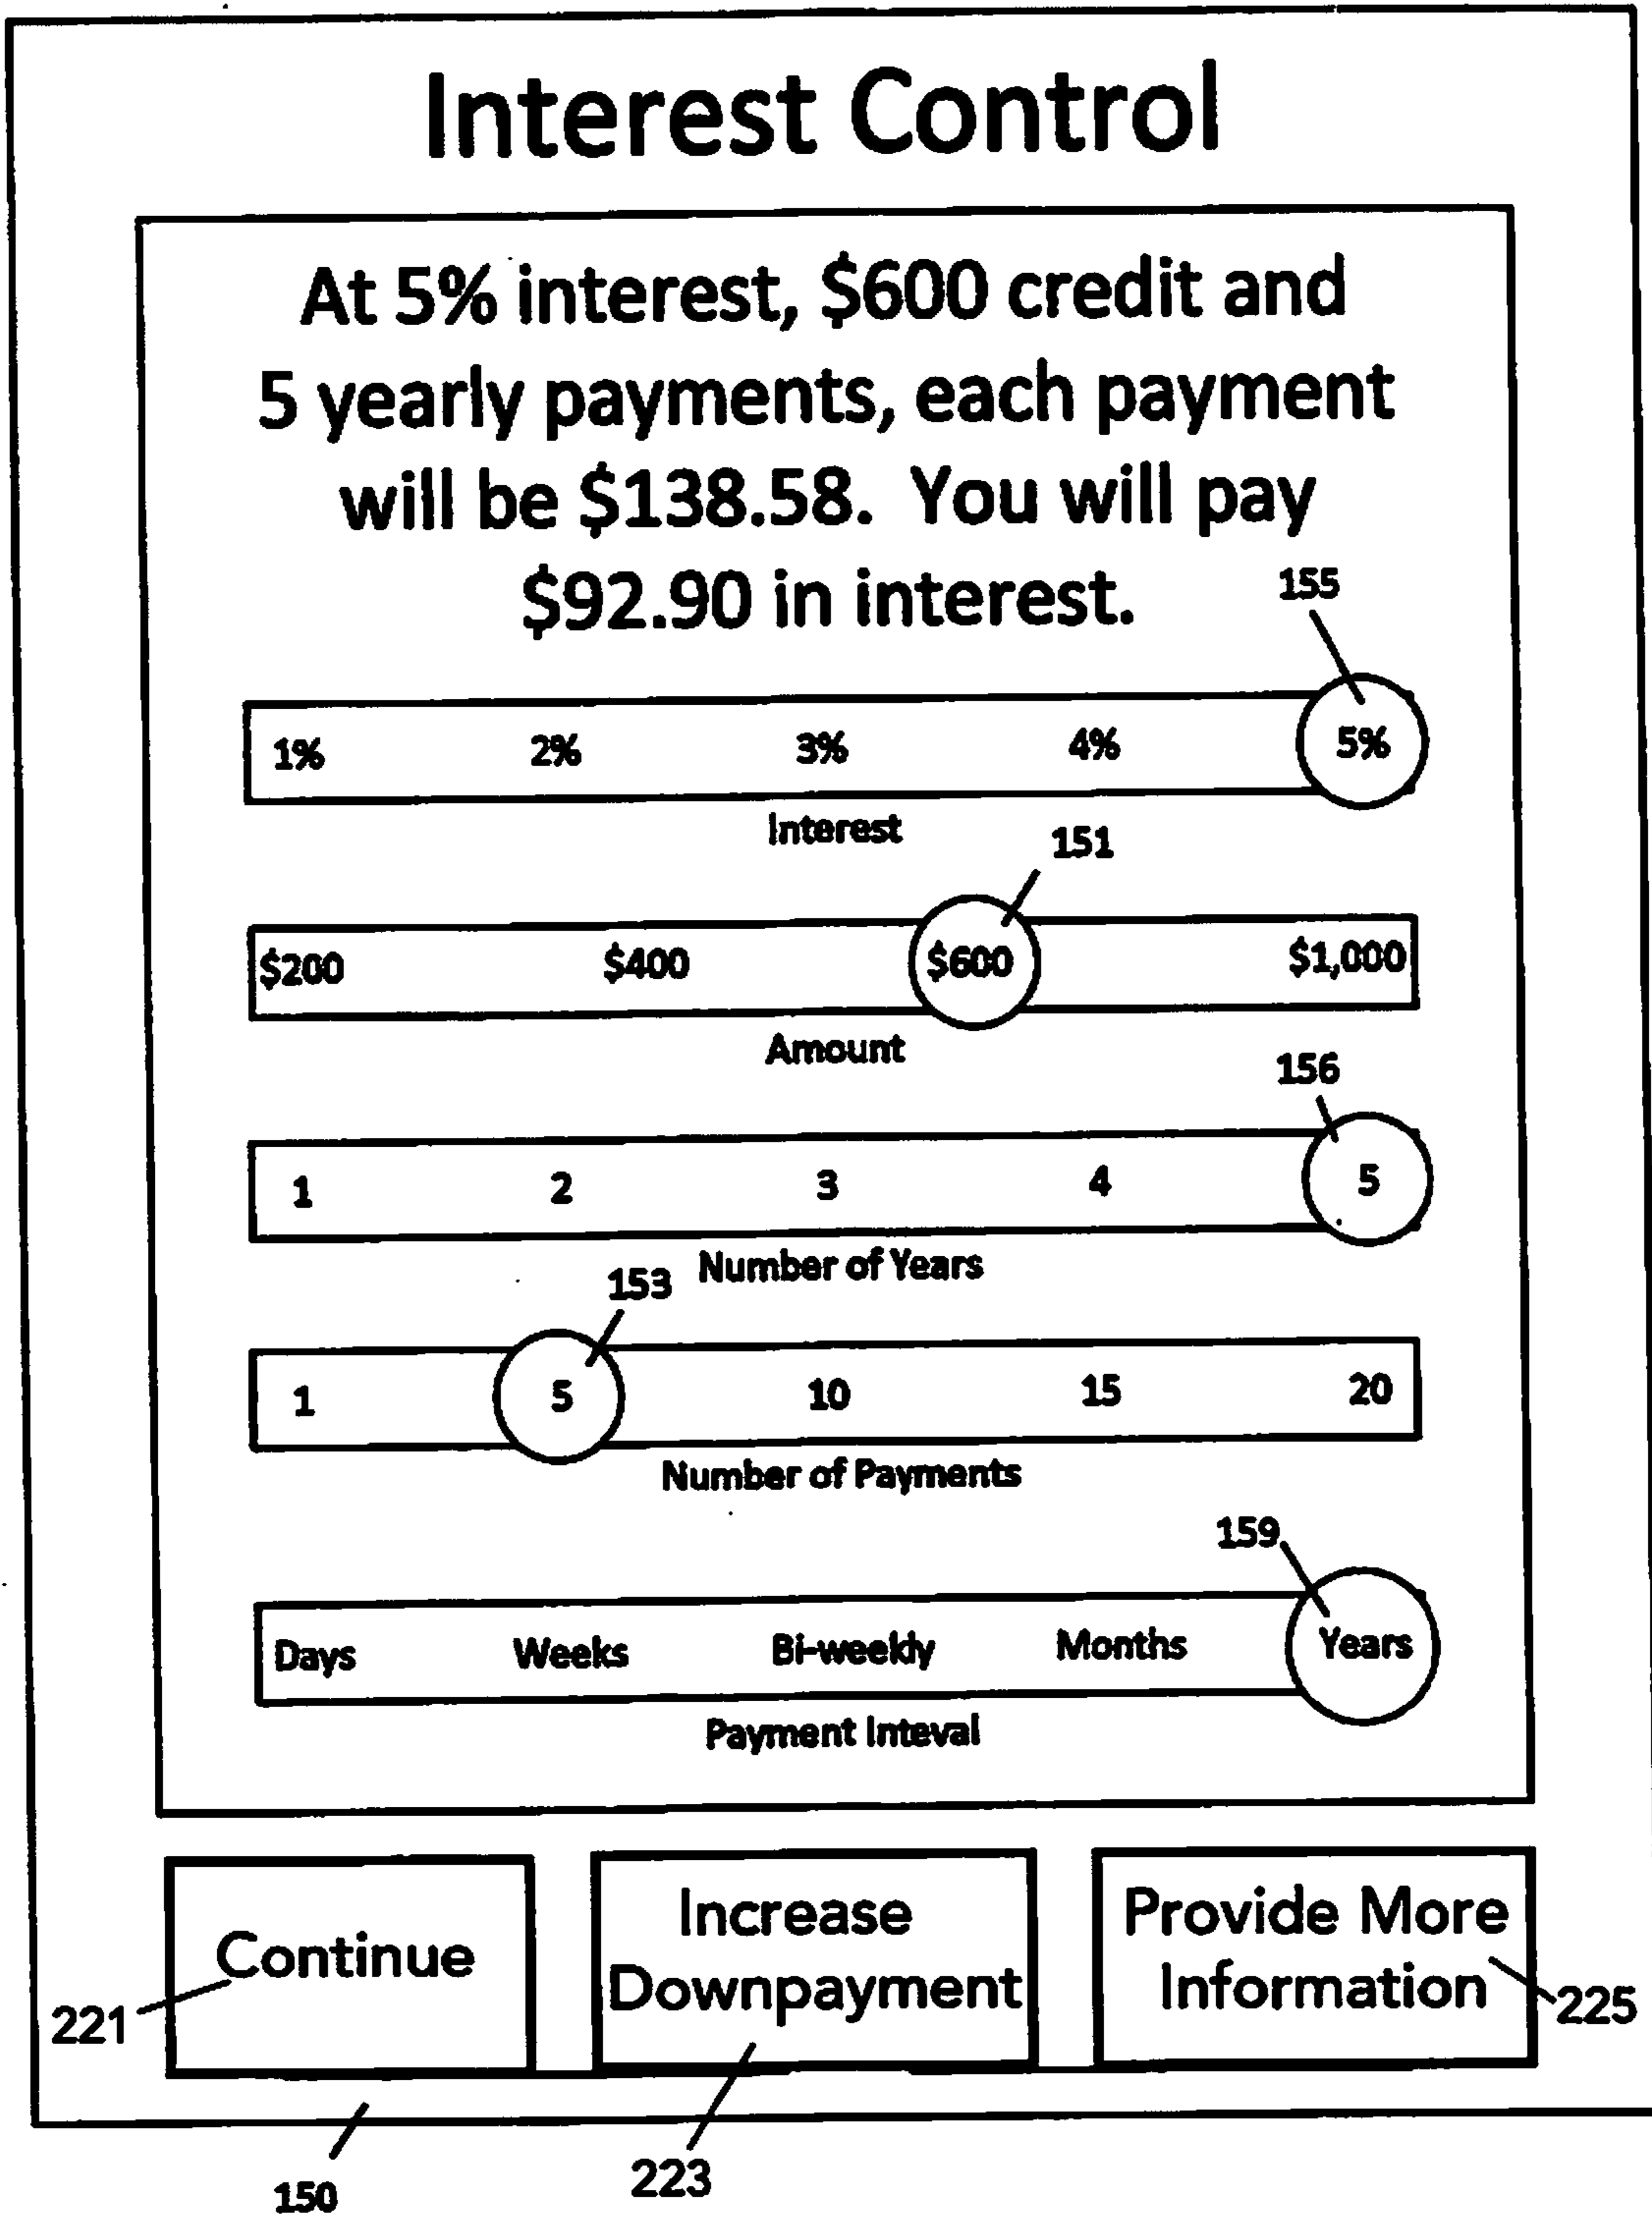 Interest Control
At 5% interest, $600 credit and
5 yearly payments, each payment
will be $138.58. You will pay
$92.90 in interest.
155
1% 2% 3% 4% 5%
Interest
151
$200 $400 $600 $1,000
Amount
156
1 2 3 4 5
Number of Years
153
1 5 10 15 20
Number of Payments
159
Days Weeks Bi-weekly Months Years
Payment Inteval
Continue
Increase
Downpayment
Provide More
Information
221
225
150
223